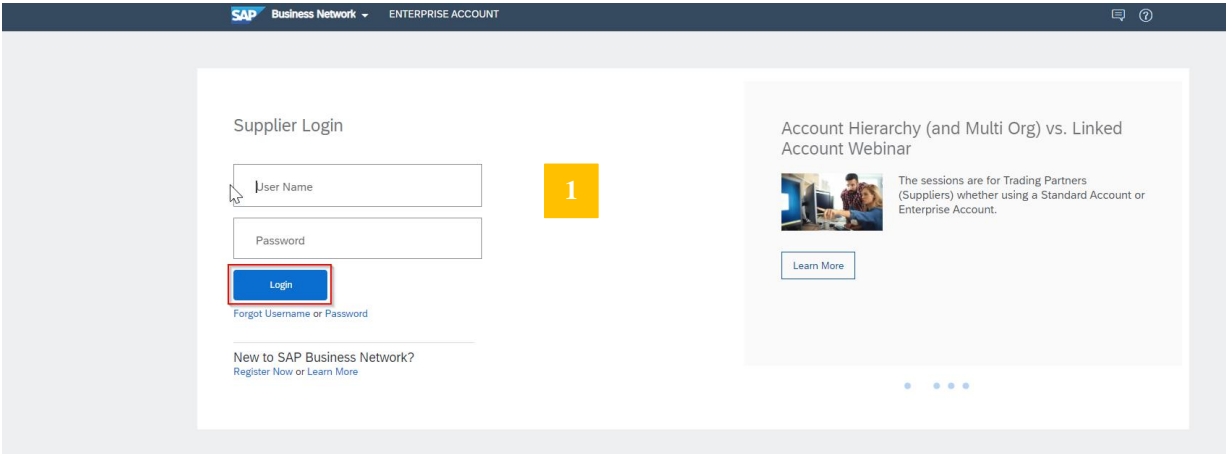 SAP Business Network ENTERPRISE ACCOUNT
Supplier Login
User Name
Password
Login
Forgot Username or Password
New to SAP Business Network?
Register Now or Learn More
1
Account Hierarchy (and Multi Org) vs. Linked
Account Webinar
The sessions are for Trading Partners
(Suppliers) whether using a Standard Account or
Enterprise Account.
Learn More